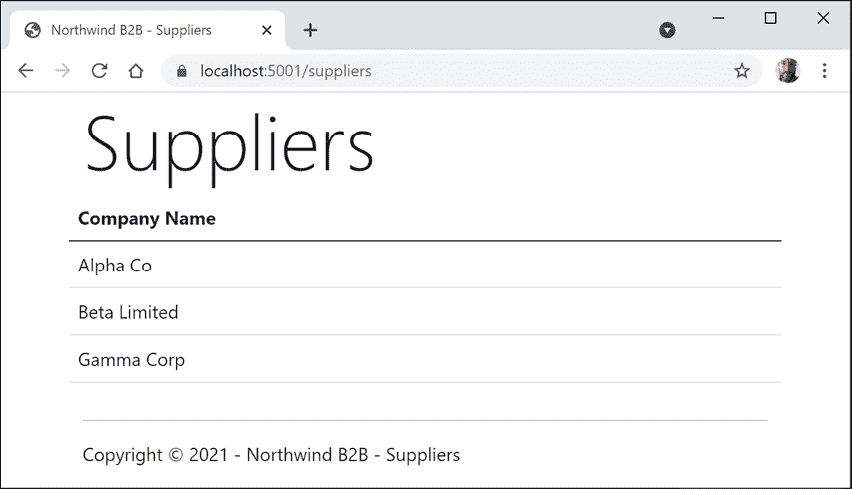 Northwind B2B - Suppliers
localhost:5001/suppliers
Suppliers
Company Name
Alpha Co
Beta Limited
Gamma Corp
Copyright © 2021 - Northwind B2B - Suppliers